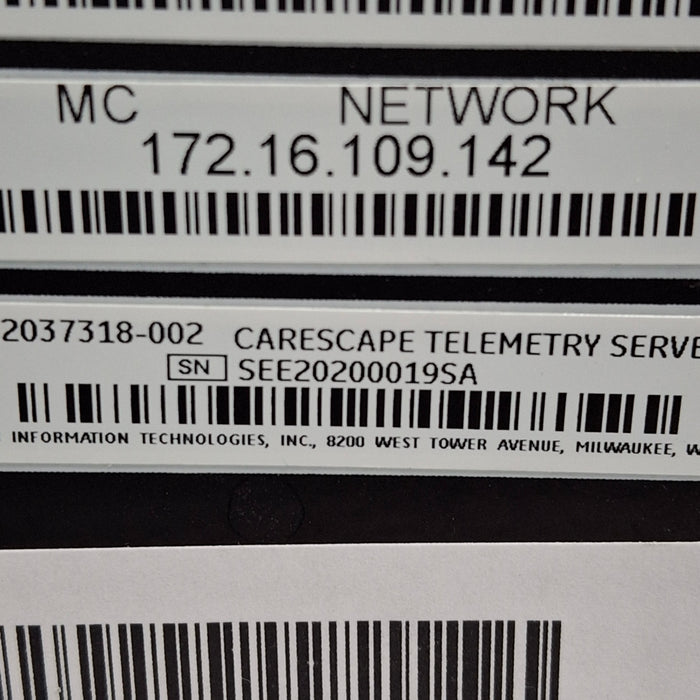 MC NETWORK
172.16.109.142
2037318-002 CARESCAPE TELEMETRY SERVE
SN SEE20200019SA
INFORMATION TECHNOLOGIES, INC., 8200 WEST TOWER AVENUE, MILWAUKEE, W